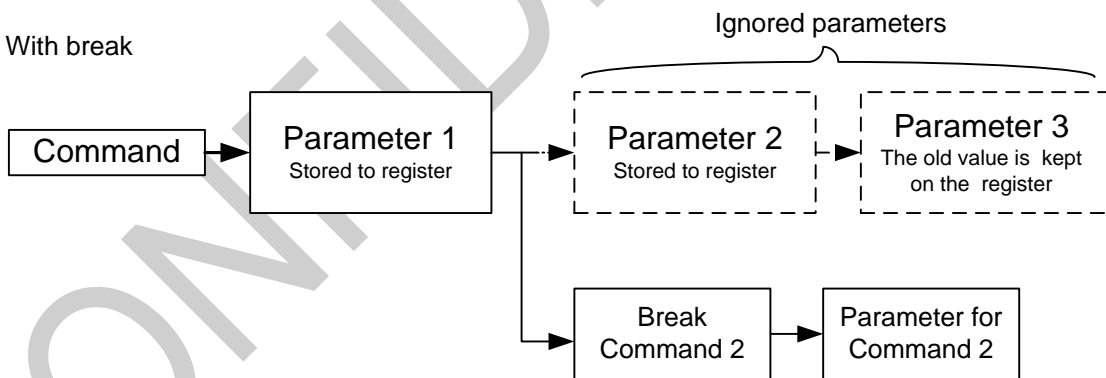 Ignored parameters
With break
Command
Parameter 1
Stored to register
Parameter 2
Stored to register
Parameter 3
The old value is kept
on the register
Break
Command 2
Parameter for
Command 2